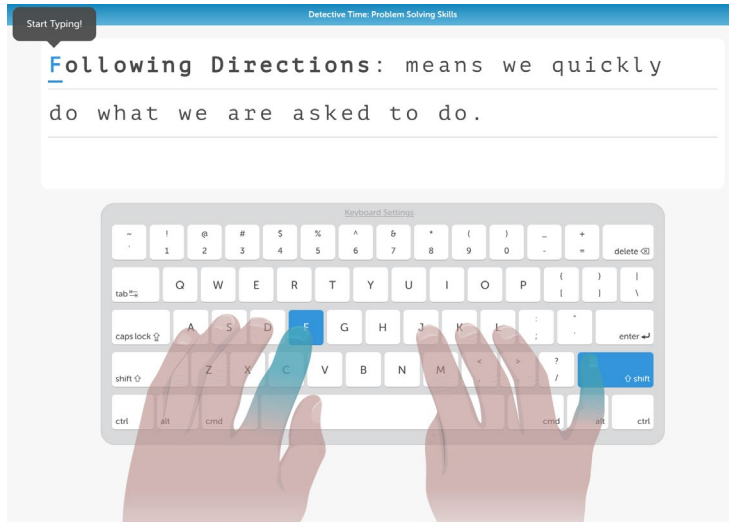 Detective Time: Problem Solving Skills
Start Typing!
Following Directions: means we quickly
do what we are asked to do.
Keyboard Settings
~ ! @ # $ % ^ & * ( ) _ +
` 1 2 3 4 5 6 7 8 9 0 - = delete
tab Q W E R T Y U I O P { [ } ] | \
caps lock A S D F G H J K L : ; " ' enter
shift Z X C V B N M < , > . ? / shift
ctrl alt cmd cmd alt ctrl